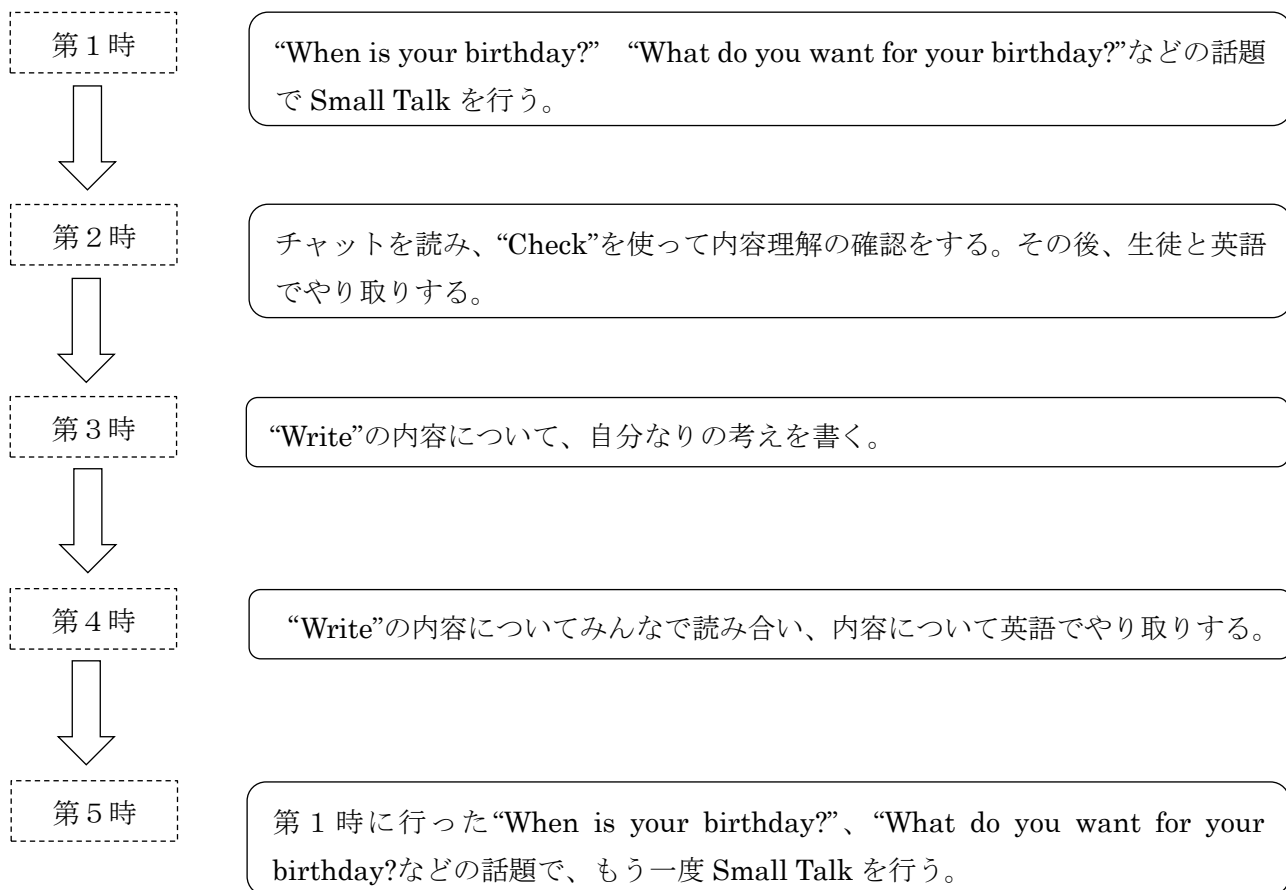 第１時
“When is your birthday?”　“What do you want for your birthday?”などの話題
で Small Talk を行う。
第２時
チャットを読み、“Check”を使って内容理解の確認をする。その後、生徒と英語
でやり取りする。
第３時
“Write”の内容について、自分なりの考えを書く。
第４時
“Write”の内容についてみんなで読み合い、内容について英語でやり取りする。
第５時
第 1 時に行った“When is your birthday?”、“What do you want for your
birthday?などの話題で、もう一度 Small Talk を行う。